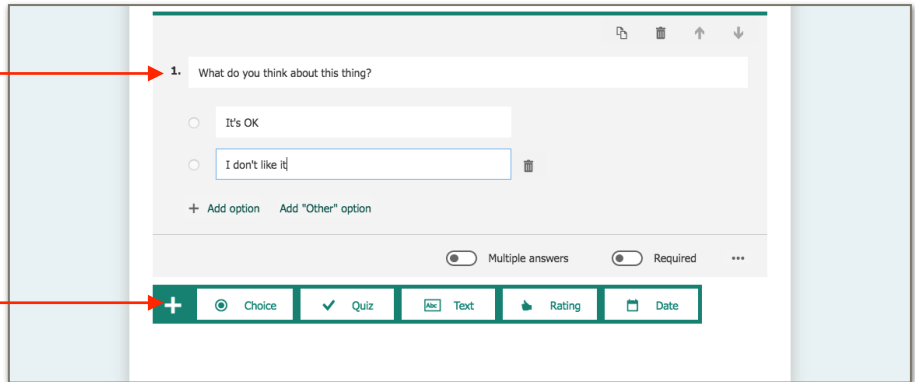 1. What do you think about this thing?
It's OK
I don't like it
+ Add option Add "Other" option
Multiple answers Required ...
+ Choice Quiz Abc Text Rating Date